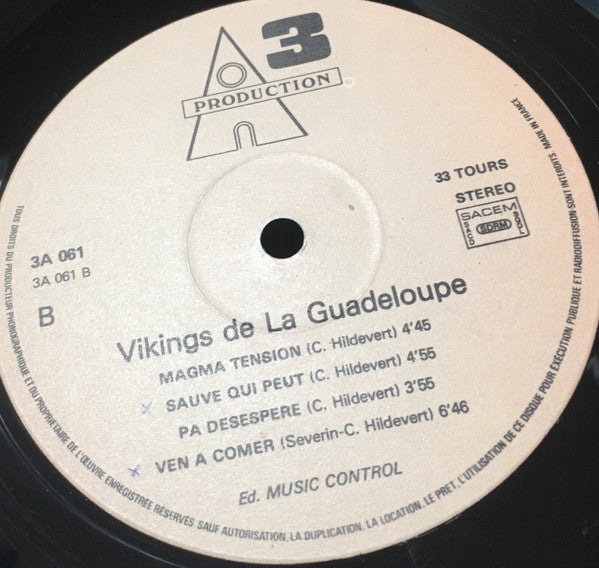 3
PRODUCTION
33 TOURS
STEREO
SACEM
SDRM
3A 061
3A 061 B
B
Vikings de La Guadeloupe
MAGMA TENSION (C. Hildevert) 4'45
SAUVE QUI PEUT (C. Hildevert) 4'55
PA DESESPERE (C. Hildevert) 3'55
VEN A COMER (Severin-C. Hildevert) 6'46
Ed. MUSIC CONTROL
TOUS DROITS DU PRODUCTEUR PHONOGRAPHIQUE ET DU PROPRIETAIRE DE L'ŒUVRE ENREGISTREE RESERVES SAUF AUTORISATION, LA DUPLICATION, LA LOCATION, LE PRET, L'UTILISATION DE CE DISQUE POUR EXECUTION PUBLIQUE ET RADIODIFFUSION SONT INTERDITS. MADE IN FRANCE